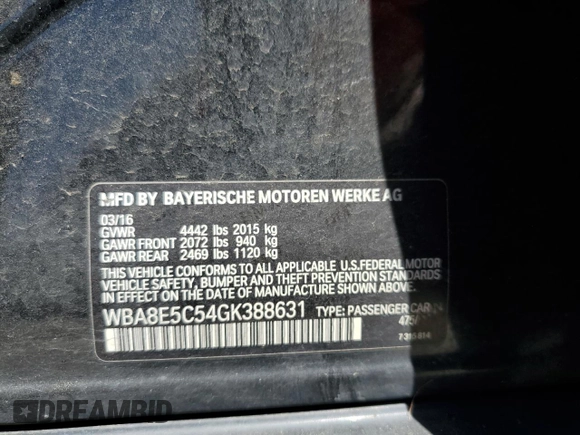 MFD BY BAYERISCHE MOTOREN WERKE AG
03/16
GVWR 4442 lbs 2015 kg
GAWR FRONT 2072 lbs 940 kg
GAWR REAR 2469 lbs 1120 kg
THIS VEHICLE CONFORMS TO ALL APPLICABLE U.S.FEDERAL MOTOR
VEHICLE SAFETY, BUMPER AND THEFT PREVENTION STANDARDS
IN EFFECT ON THE DATE OF MANUFACTURE SHOWN ABOVE.
WBA8E5C54GK388631 TYPE: PASSENGER CAR
DREAMBID